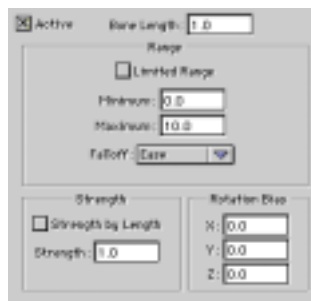 Active Bone Length: 1.0
Range
Limited Range
Minimum: 0.0
Maximum: 10.0
Falloff: Ease
Strength Rotation Bias
Strength by Length X: 0.0
Strength: 1.0 Y: 0.0
Z: 0.0